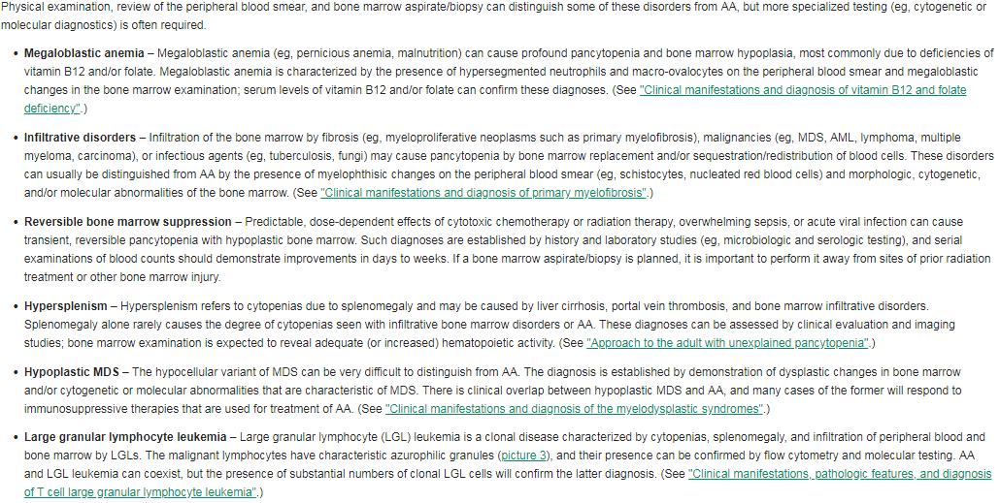 Physical examination, review of the peripheral blood smear, and bone marrow aspirate/biopsy can distinguish some of these disorders from AA, but more specialized testing (eg, cytogenetic or
molecular diagnostics) is often required.
• Megaloblastic anemia – Megaloblastic anemia (eg, pernicious anemia, malnutrition) can cause profound pancytopenia and bone marrow hypoplasia, most commonly due to deficiencies of
vitamin B12 and/or folate. Megaloblastic anemia is characterized by the presence of hypersegmented neutrophils and macro-ovalocytes on the peripheral blood smear and megaloblastic
changes in the bone marrow examination; serum levels of vitamin B12 and/or folate can confirm these diagnoses. (See "Clinical manifestations and diagnosis of vitamin B12 and folate
deficiency".)
• Infiltrative disorders – Infiltration of the bone marrow by fibrosis (eg, myeloproliferative neoplasms such as primary myelofibrosis), malignancies (eg, MDS, AML, lymphoma, multiple
myeloma, carcinoma), or infectious agents (eg, tuberculosis, fungi) may cause pancytopenia by bone marrow replacement and/or sequestration/redistribution of blood cells. These disorders
can usually be distinguished from AA by the presence of myelophthisic changes on the peripheral blood smear (eg, schistocytes, nucleated red blood cells) and morphologic, cytogenetic,
and/or molecular abnormalities of the bone marrow. (See "Clinical manifestations and diagnosis of primary myelofibrosis".)
• Reversible bone marrow suppression – Predictable, dose-dependent effects of cytotoxic chemotherapy or radiation therapy, overwhelming sepsis, or acute viral infection can cause
transient, reversible pancytopenia with hypoplastic bone marrow. Such diagnoses are established by history and laboratory studies (eg, microbiologic and serologic testing), and serial
examinations of blood counts should demonstrate improvements in days to weeks. If a bone marrow aspirate/biopsy is planned, it is important to perform it away from sites of prior radiation
treatment or other bone marrow injury.
• Hypersplenism – Hypersplenism refers to cytopenias due to splenomegaly and may be caused by liver cirrhosis, portal vein thrombosis, and bone marrow infiltrative disorders.
Splenomegaly alone rarely causes the degree of cytopenias seen with infiltrative bone marrow disorders or AA. These diagnoses can be assessed by clinical evaluation and imaging
studies; bone marrow examination is expected to reveal adequate (or increased) hematopoietic activity. (See "Approach to the adult with unexplained pancytopenia".)
• Hypoplastic MDS – The hypocellular variant of MDS can be very difficult to distinguish from AA. The diagnosis is established by demonstration of dysplastic changes in bone marrow
and/or cytogenetic or molecular abnormalities that are characteristic of MDS. There is clinical overlap between hypoplastic MDS and AA, and many cases of the former will respond to
immunosuppressive therapies that are used for treatment of AA. (See "Clinical manifestations and diagnosis of the myelodysplastic syndromes".)
• Large granular lymphocyte leukemia – Large granular lymphocyte (LGL) leukemia is a clonal disease characterized by cytopenias, splenomegaly, and infiltration of peripheral blood and
bone marrow by LGLs. The malignant lymphocytes have characteristic azurophilic granules (picture 3), and their presence can be confirmed by flow cytometry and molecular testing. AA
and LGL leukemia can coexist, but the presence of substantial numbers of clonal LGL cells will confirm the latter diagnosis. (See "Clinical manifestations, pathologic features, and diagnosis
of T cell large granular lymphocyte leukemia".)